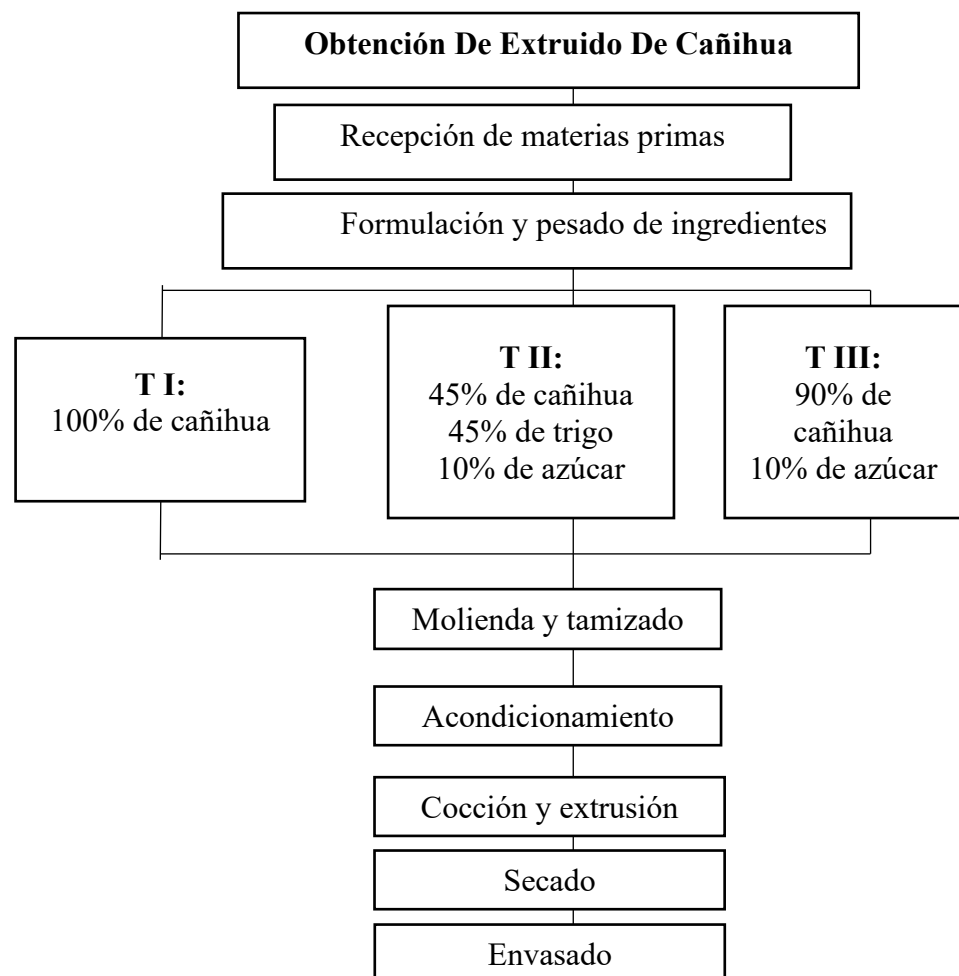 Obtención De Extruido De Cañihua
Recepción de materias primas
Formulación y pesado de ingredientes
T I:
100% de cañihua
T II:
45% de cañihua
45% de trigo
10% de azúcar
T III:
90% de
cañihua
10% de azúcar
Molienda y tamizado
Acondicionamiento
Cocción y extrusión
Secado
Envasado